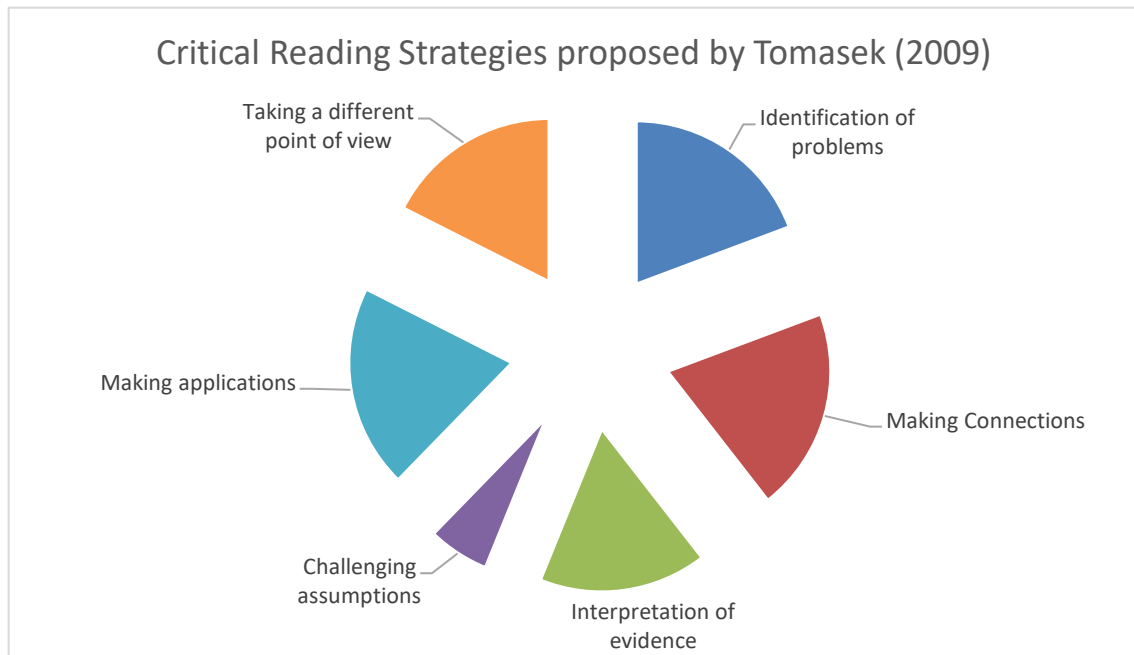 Critical Reading Strategies proposed by Tomasek (2009)
Taking a different
point of view
Identification of
problems
Making applications
Making Connections
Challenging
assumptions
Interpretation of
evidence